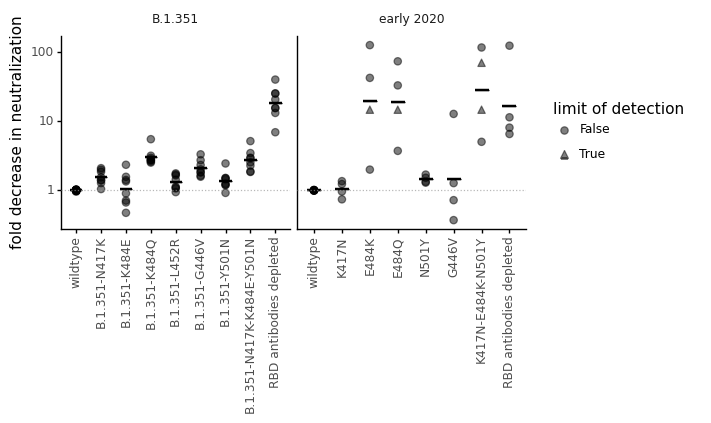 B.1.351
early 2020
fold decrease in neutralization
100
10
1
wildtype
B.1.351-N417K
B.1.351-K484E
B.1.351-K484Q
B.1.351-L452R
B.1.351-G446V
B.1.351-Y501N
B.1.351-N417K-K484E-Y501N
RBD antibodies depleted
wildtype
K417N
E484K
E484Q
N501Y
G446V
K417N-E484K-N501Y
RBD antibodies depleted
limit of detection
False
True